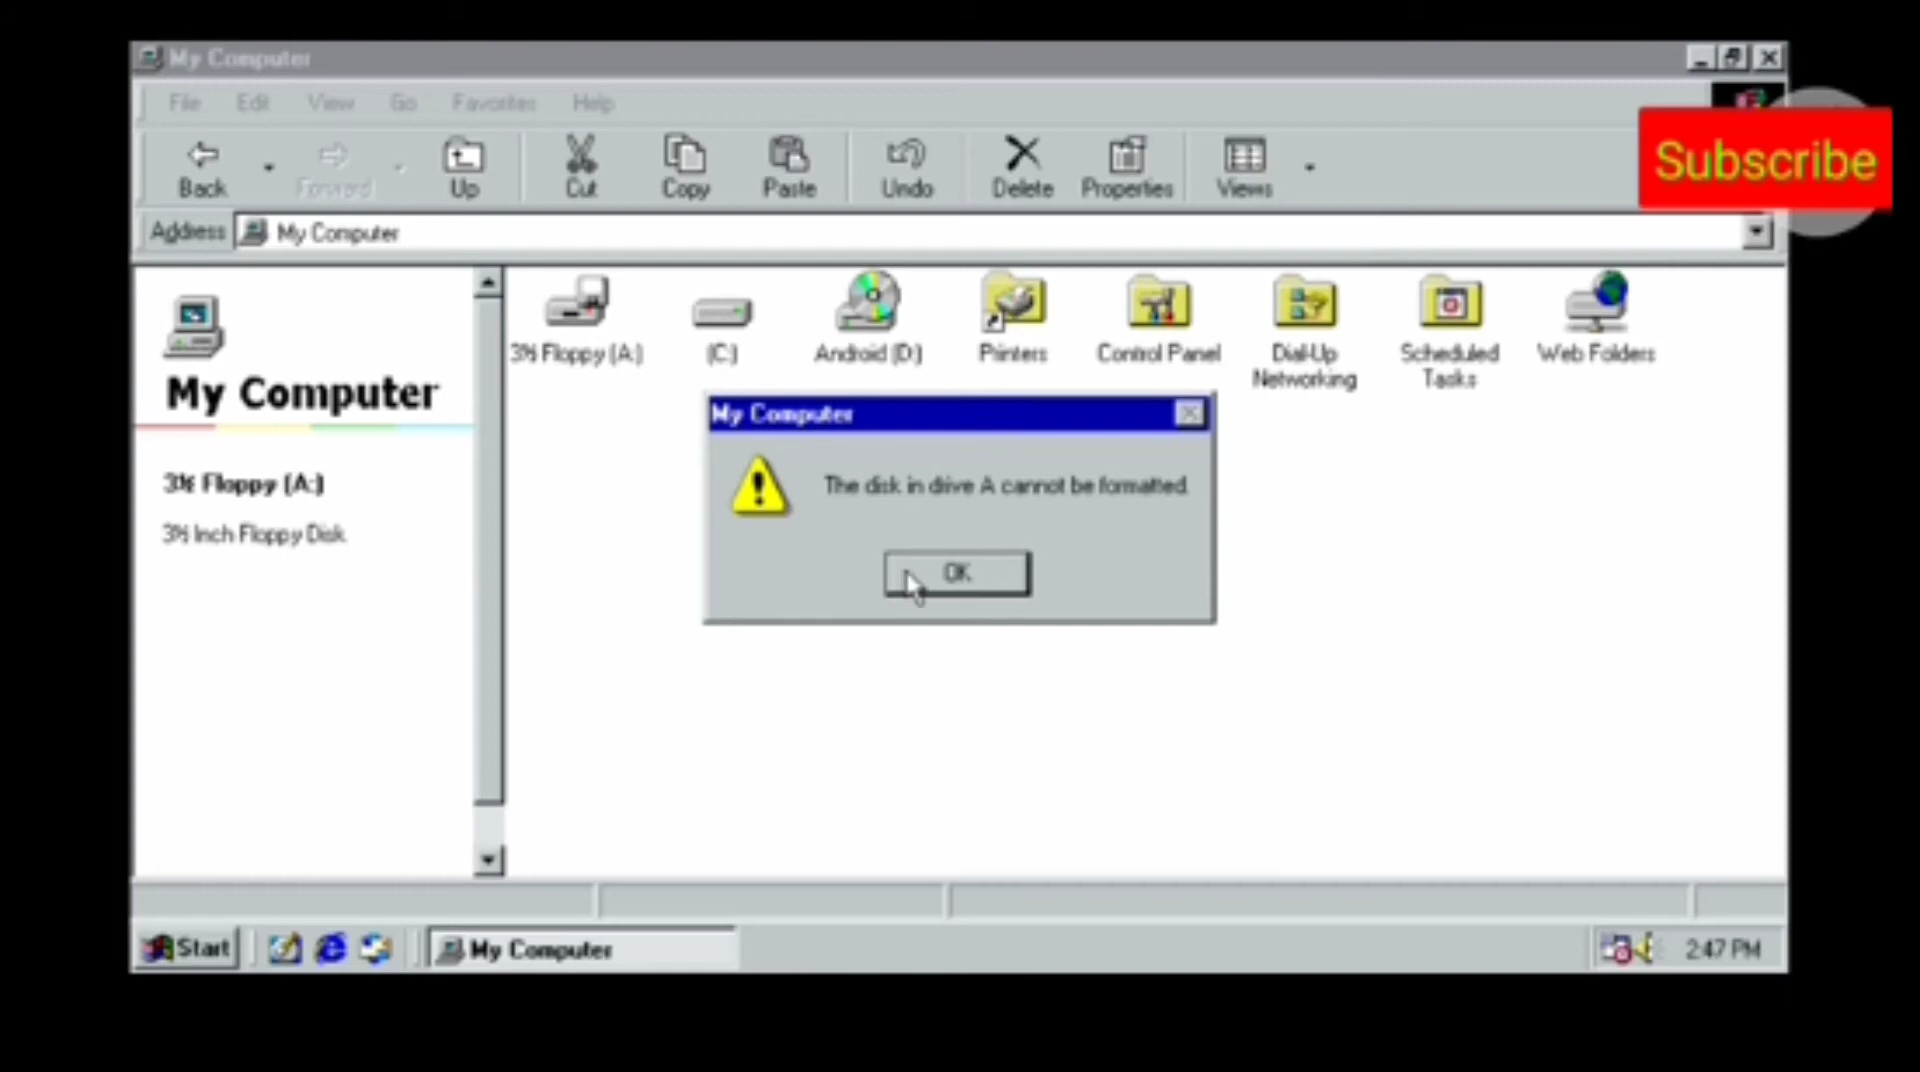 My Computer
File Edit View Go Favorites Help
Back Forward Up Cut Copy Paste Undo Delete Properties Views
Subscribe
Address My Computer
3½ Floppy (A:) (C:) Android (D:) Printers Control Panel Dial-Up Networking Scheduled Tasks Web Folders
My Computer
3½ Floppy (A:)
3½ Inch Floppy Disk
My Computer
The disk in drive A cannot be formatted.
OK
Start My Computer 2:47 PM